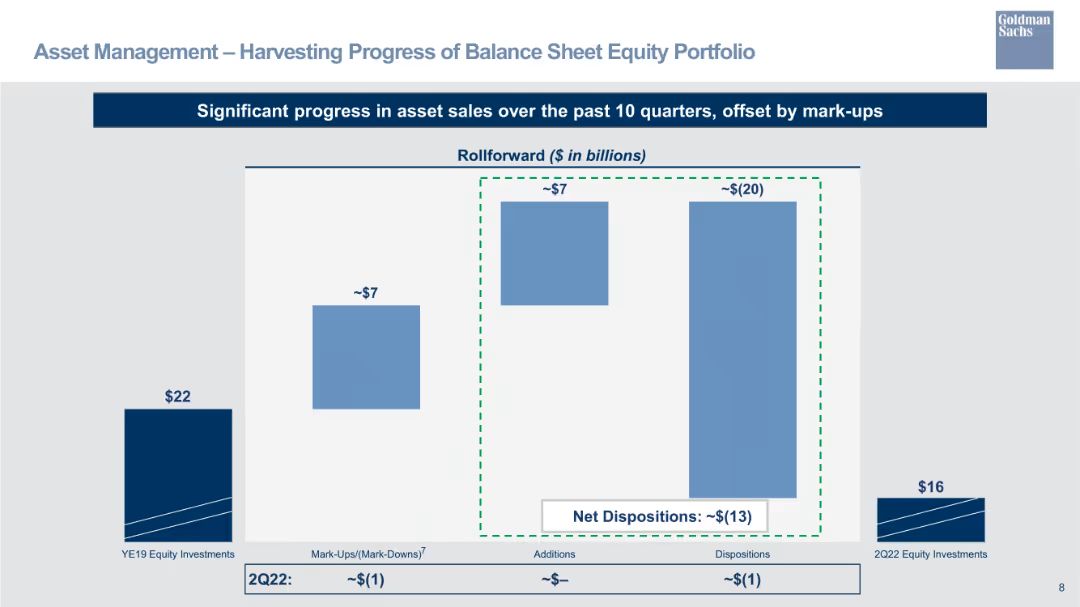 Goldman
Sachs
Asset Management – Harvesting Progress of Balance Sheet Equity Portfolio
Significant progress in asset sales over the past 10 quarters, offset by mark-ups
Rollforward ($ in billions)
~$7
~$(20)
~$7
$22
$16
Net Dispositions: ~$(13)
YE19 Equity Investments
Mark-Ups/(Mark-Downs)7
Additions
Dispositions
2Q22 Equity Investments
2Q22:
~$(1)
~$–
~$(1)
8